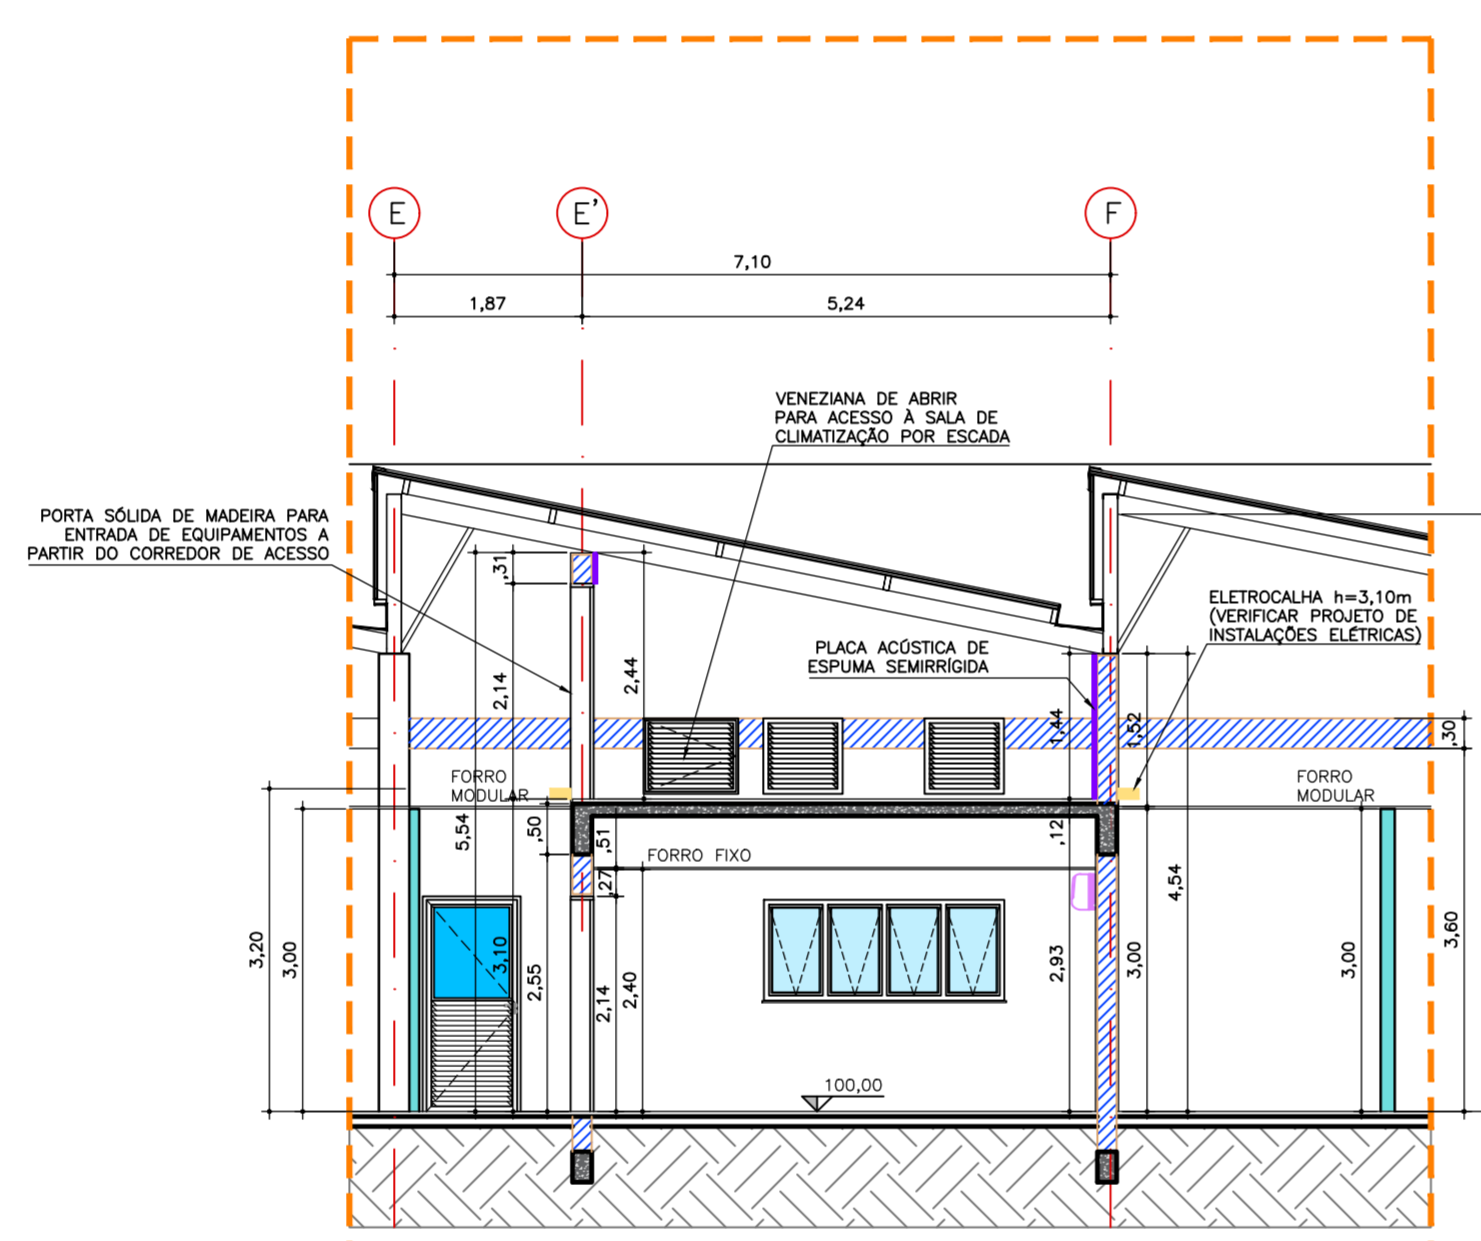 E
E'
F
7,10
1,87
5,24
VENEZIANA DE ABRIR
PARA ACESSO À SALA DE
CLIMATIZAÇÃO POR ESCADA
PORTA SÓLIDA DE MADEIRA PARA
ENTRADA DE EQUIPAMENTOS A
PARTIR DO CORREDOR DE ACESSO
,31
ELETROCALHA h=3,10m
(VERIFICAR PROJETO DE
INSTALAÇÕES ELÉTRICAS)
PLACA ACÚSTICA DE
ESPUMA SEMIRRÍGIDA
2,14
2,44
1,44
1,52
,30
FORRO
MODULAR
FORRO
MODULAR
5,54
,50
,51
,12
FORRO FIXO
,27
4,54
3,20
3,00
3,10
2,55
2,14
2,40
2,93
3,00
3,00
3,60
100,00